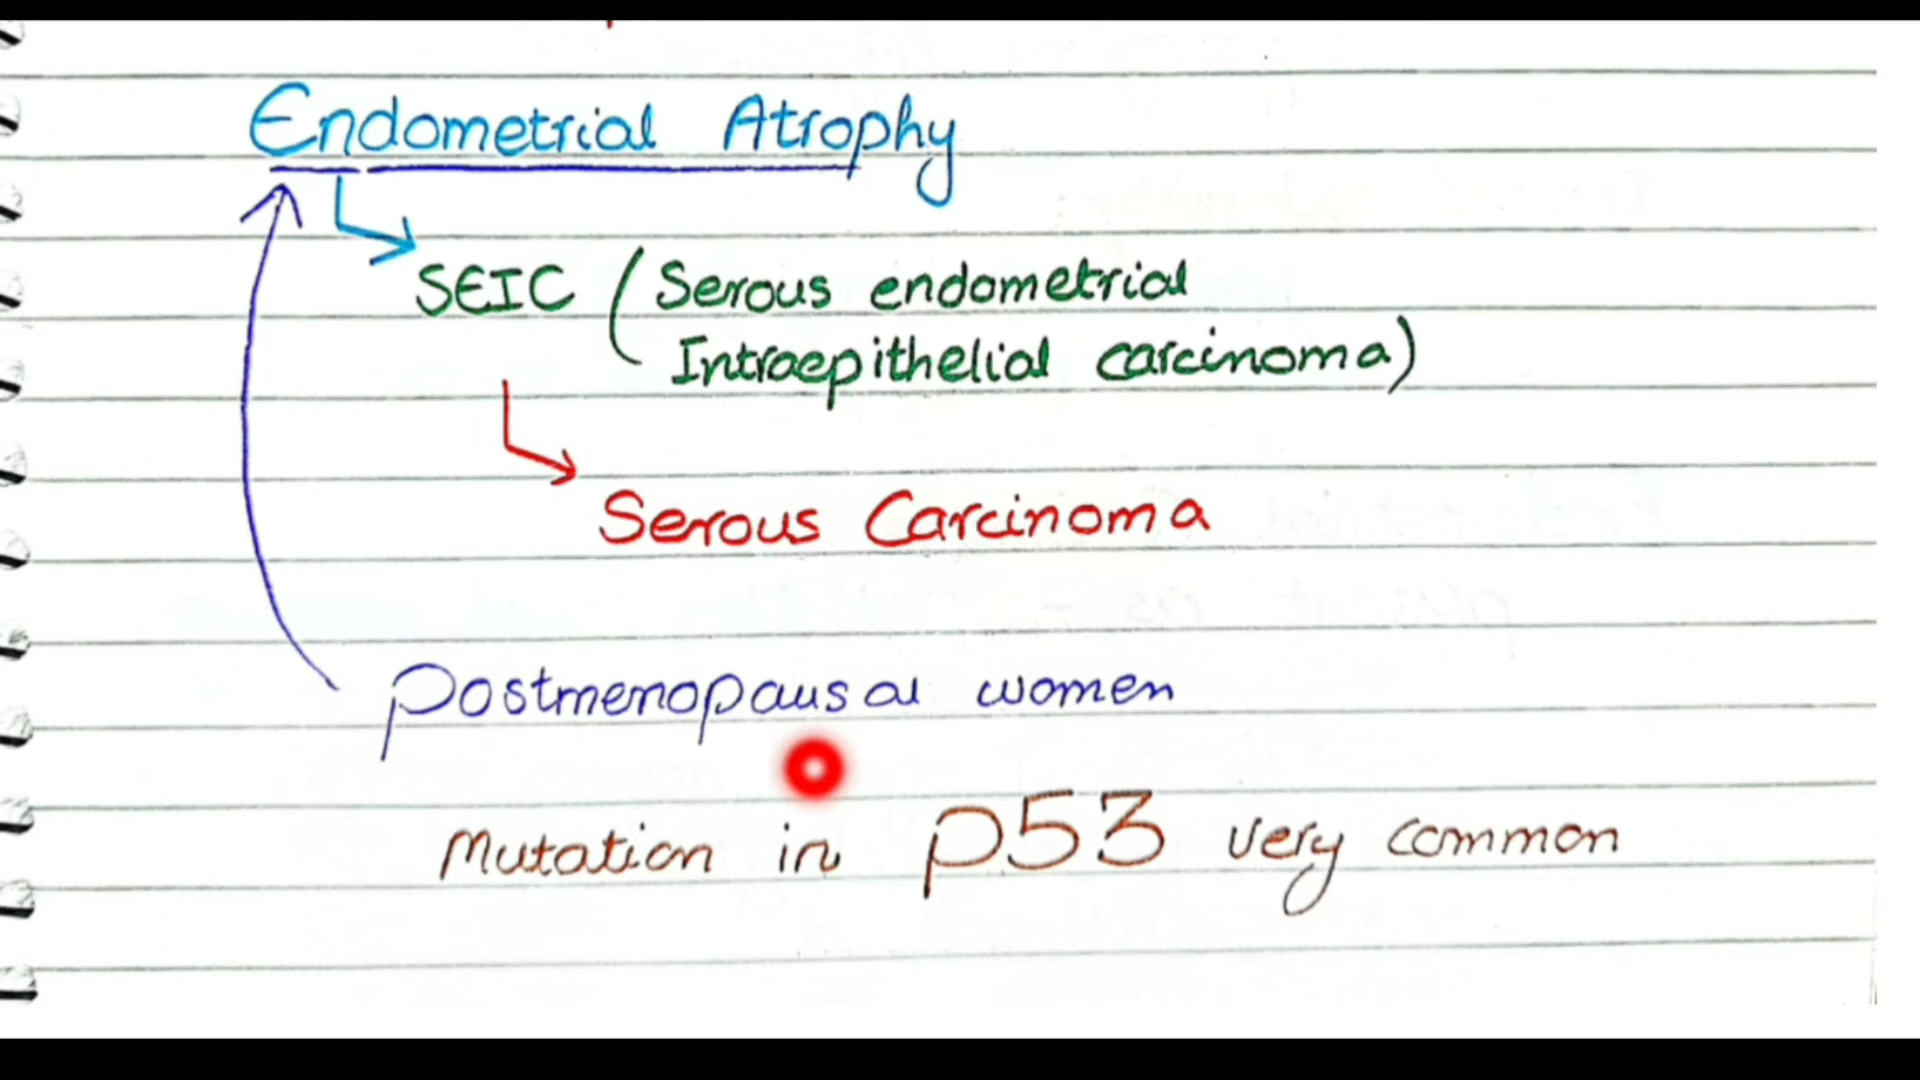 Endometrial Atrophy
SEIC (Serous endometrial
Intraepithelial carcinoma)
Serous Carcinoma
Postmenopausal women
Mutation in p53 very common